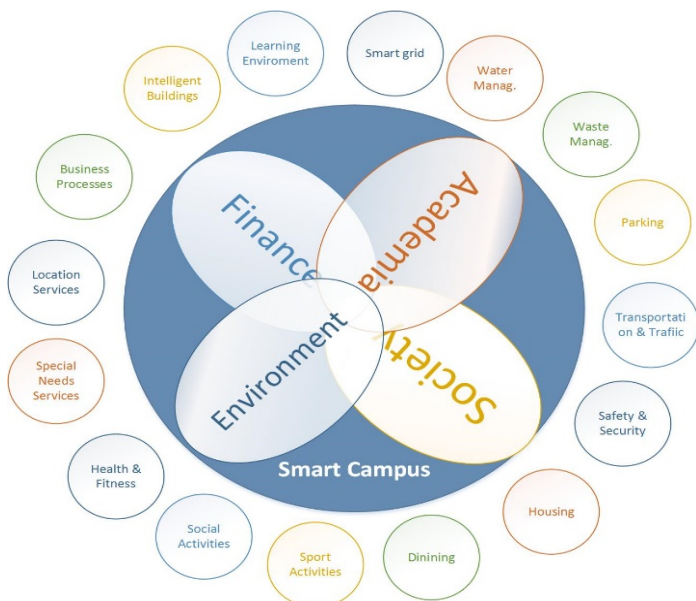 Learning
Enviroment
Smart grid
Water
Manag.
Waste
Manag.
Parking
Transportati
on & Trafiic
Safety &
Security
Housing
Dinining
Sport
Activities
Social
Activities
Health &
Fitness
Special
Needs
Services
Location
Services
Business
Processes
Intelligent
Buildings
Finance
Academia
Environment
Society
Smart Campus